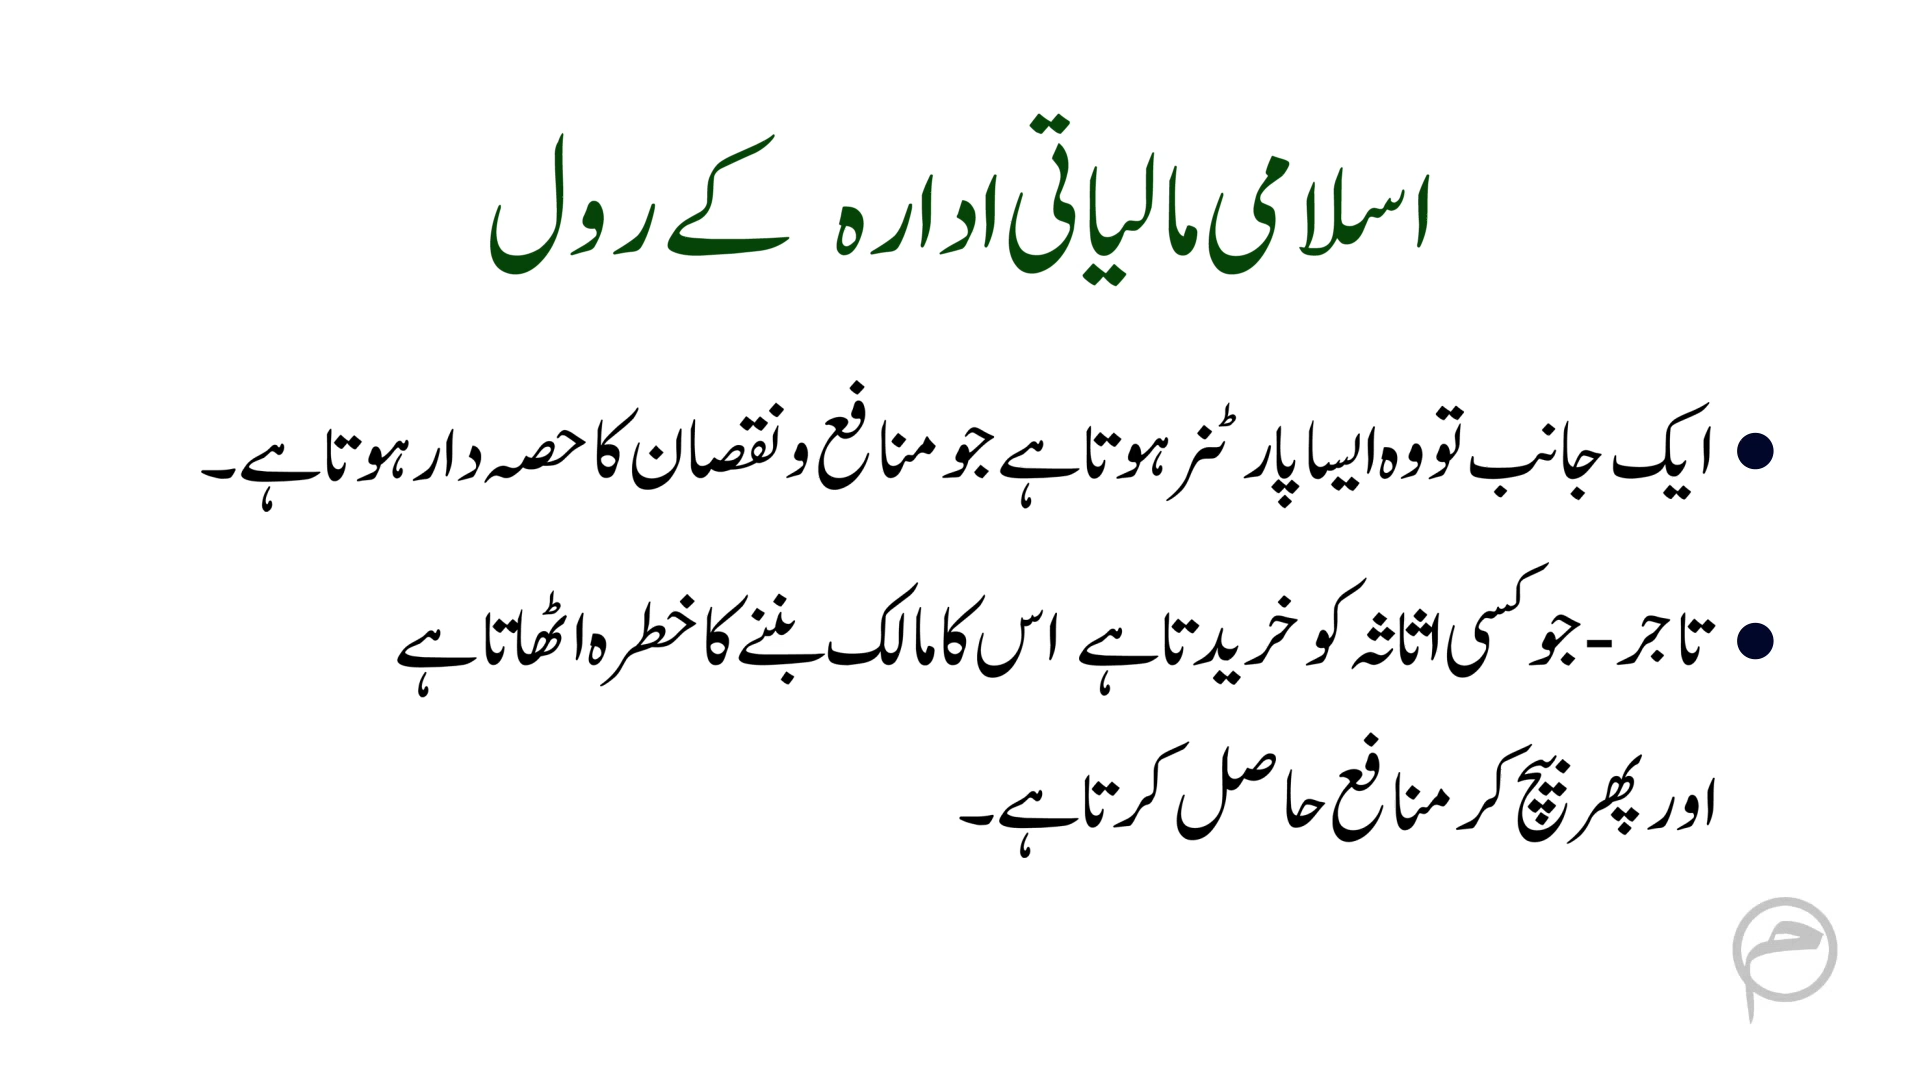 اسلامی مالیاتی ادارہ کے رول
ایک جانب تو وہ ایسا پارٹنر ہوتا ہے جو منافع و نقصان کا حصہ دار ہوتا ہے۔
تاجر - جو کسی اثاثہ کو خریدتا ہے اس کا مالک بننے کا خطرہ اٹھاتا ہے
اور پھر بیچ کر منافع حاصل کرتا ہے۔